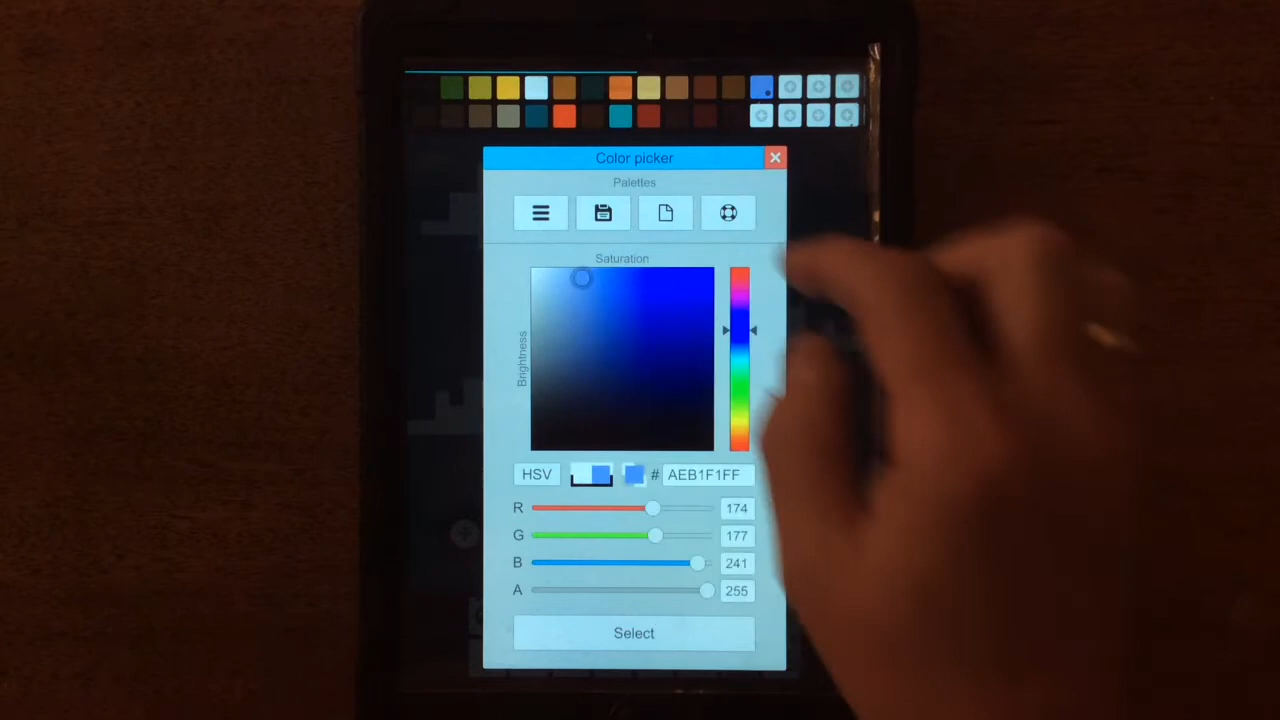 Color picker
Palettes
Saturation
Brightness
HSV # AEB1F1FF
R 174
G 177
B 241
A 255
Select